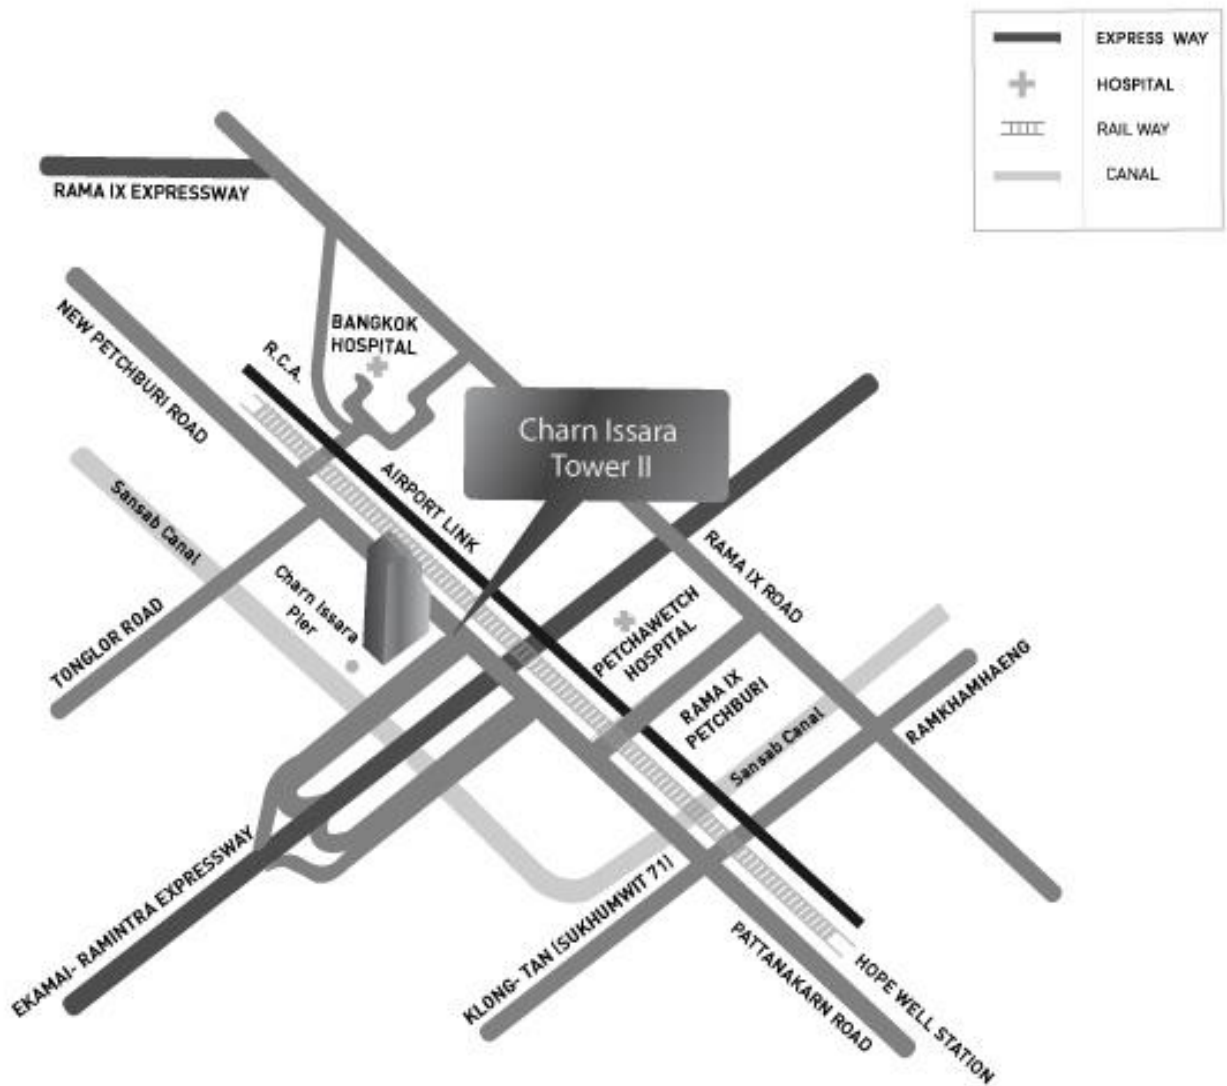 EXPRESS WAY
HOSPITAL
RAIL WAY
CANAL
RAMA IX EXPRESSWAY
NEW PETCHBURI ROAD
R.C.A.
BANGKOK
HOSPITAL
Charn Issara
Tower II
AIRPORT LINK
Sansab Canal
TONGLOR ROAD
Charn Issara
Pier
RAMA IX ROAD
PETCHAWETCH
HOSPITAL
RAMA IX
PETCHBURI
Sansab Canal
RAMKHAMHAENG
EKAMAI- RAMINTRA EXPRESSWAY
KLONG- TAN (SUKHUMWIT 71)
PATTANAKARN ROAD
HOPE WELL STATION